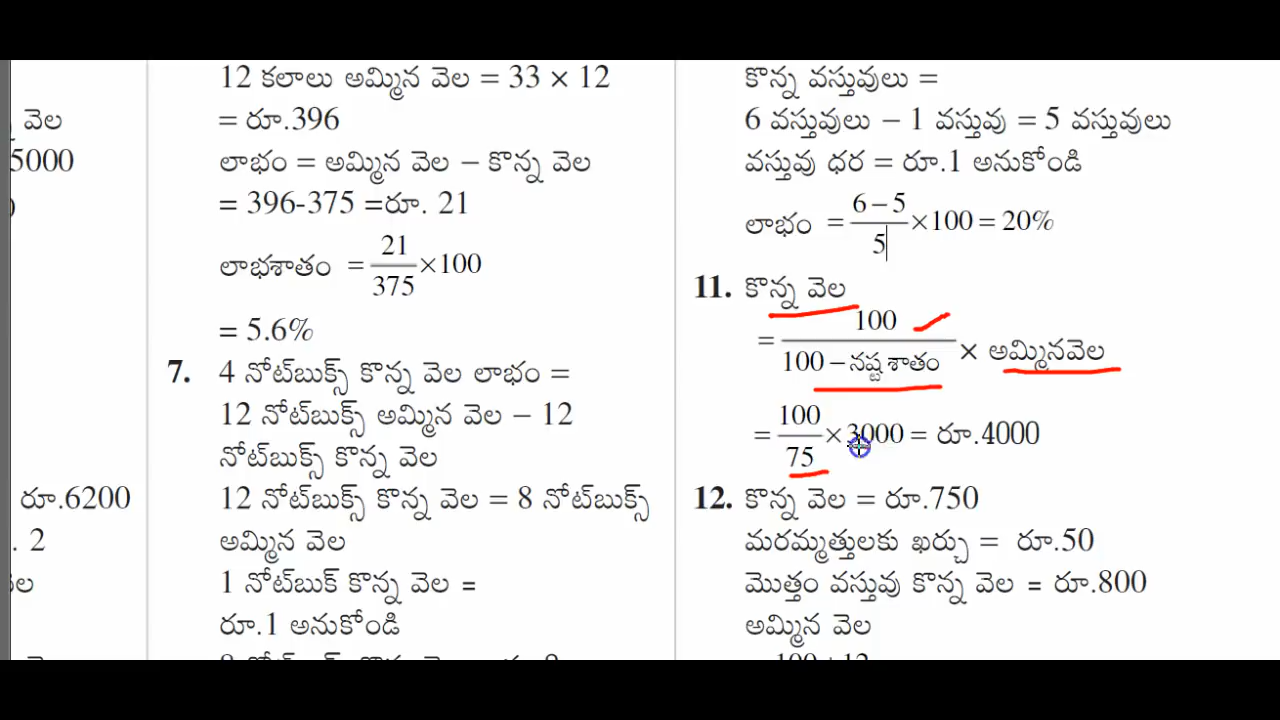 న్న వెల
5000
రూ.6200
. 2
వెల
12 కలాలు అమ్మిన వెల = 33 × 12
= రూ.396
లాభం = అమ్మిన వెల − కొన్న వెల
= 396-375 =రూ. 21
లాభశాతం = 21/375 ×100
= 5.6%
7. 4 నోట్‌బుక్స్ కొన్న వెల లాభం =
12 నోట్‌బుక్స్ అమ్మిన వెల − 12
నోట్‌బుక్స్ కొన్న వెల
12 నోట్‌బుక్స్ కొన్న వెల = 8 నోట్‌బుక్స్
అమ్మిన వెల
1 నోట్‌బుక్ కొన్న వెల =
రూ.1 అనుకోండి
కొన్న వస్తువులు =
6 వస్తువులు − 1 వస్తువు = 5 వస్తువులు
వస్తువు ధర = రూ.1 అనుకోండి
లాభం = 6 − 5/5 ×100 = 20%
11. కొన్న వెల
= 100/100 − నష్ట శాతం × అమ్మినవెల
= 100/75 × 3000 = రూ.4000
12. కొన్న వెల = రూ.750
మరమ్మత్తులకు ఖర్చు = రూ.50
మొత్తం వస్తువు కొన్న వెల = రూ.800
అమ్మిన వెల